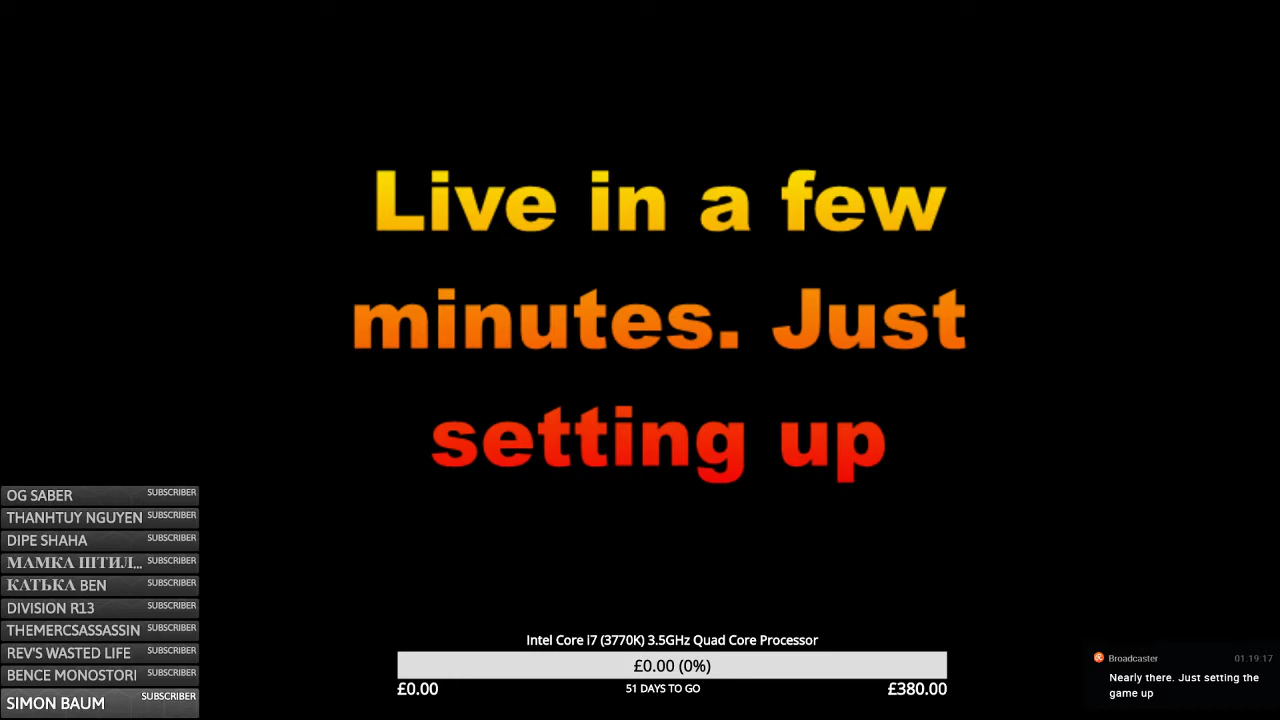 Live in a few
minutes. Just
setting up
OG SABER SUBSCRIBER
THANHTUY NGUYEN SUBSCRIBER
DIPE SHAHA SUBSCRIBER
МАМКА ШТИЛ... SUBSCRIBER
КАТЬКА BEN SUBSCRIBER
DIVISION R13 SUBSCRIBER
THEMERCSASSASSIN SUBSCRIBER
REV'S WASTED LIFE SUBSCRIBER
BENCE MONOSTORI SUBSCRIBER
SIMON BAUM SUBSCRIBER
Intel Core i7 (3770K) 3.5GHz Quad Core Processor
£0.00 (0%)
£0.00 51 DAYS TO GO £380.00
Broadcaster 01:19:17
Nearly there. Just setting the
game up